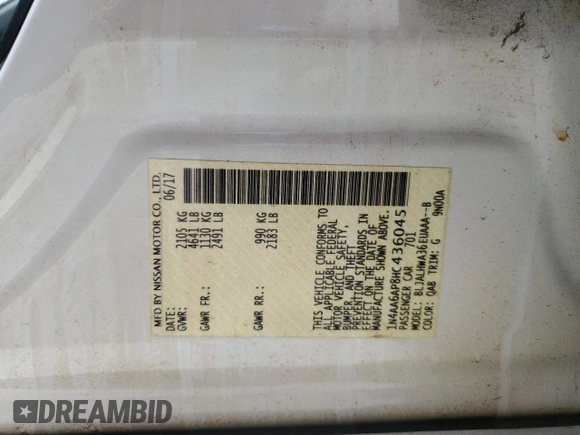 MFD BY NISSAN MOTOR CO., LTD.
DATE: 06/17
GVWR: 2105 KG
4641 LB
GAWR FR: 1130 KG
2491 LB
GAWR RR: 990 KG
2183 LB
THIS VEHICLE CONFORMS TO
ALL APPLICABLE FEDERAL
MOTOR VEHICLE SAFETY,
BUMPER, AND THEFT
PREVENTION STANDARDS IN
EFFECT ON THE DATE OF
MANUFACTURE SHOWN ABOVE.
1N4AA6AP8HC436045
PASSENGER CAR 701
MODEL: BL1ALHWA36EUAAA--B
COLOR: QAB TRIM: G 9N00A
DREAMBID